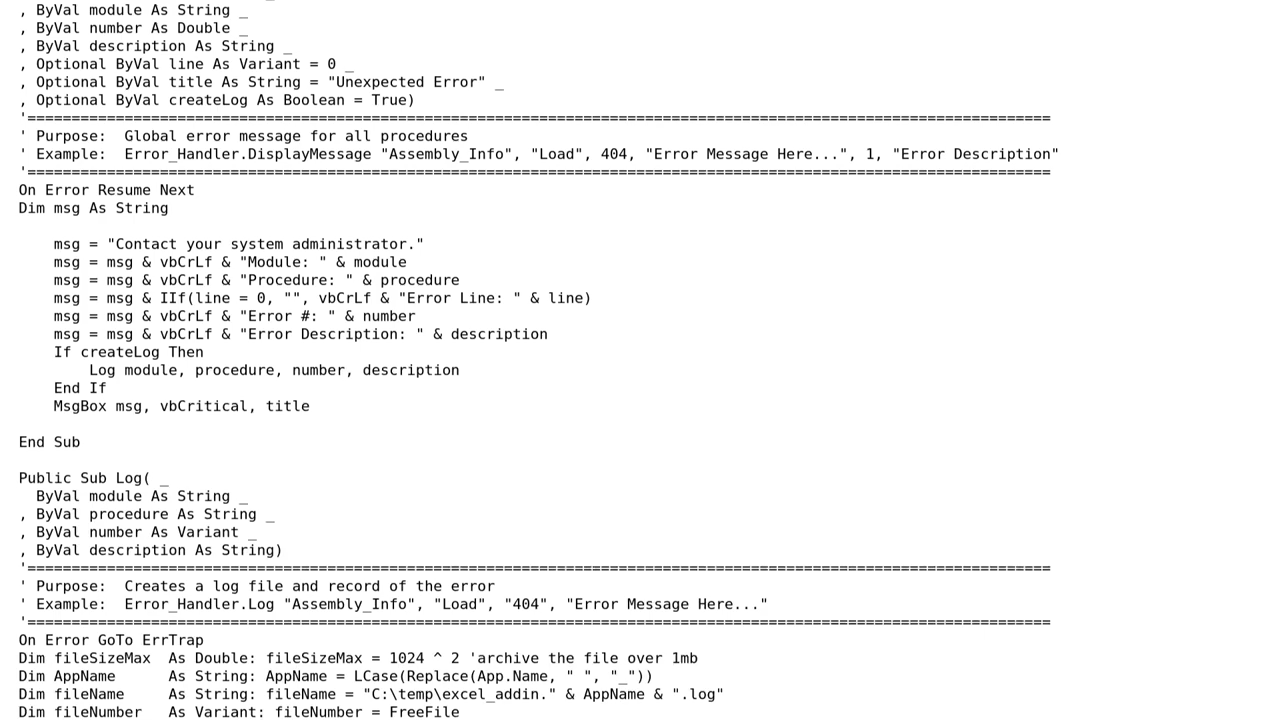 , ByVal module As String _
, ByVal number As Double _
, ByVal description As String _
, Optional ByVal line As Variant = 0 _
, Optional ByVal title As String = "Unexpected Error" _
, Optional ByVal createLog As Boolean = True)
'====================================================================================================================
' Purpose:  Global error message for all procedures
' Example:  Error_Handler.DisplayMessage "Assembly_Info", "Load", 404, "Error Message Here...", 1, "Error Description"
'====================================================================================================================
On Error Resume Next
Dim msg As String

    msg = "Contact your system administrator."
    msg = msg & vbCrLf & "Module: " & module
    msg = msg & vbCrLf & "Procedure: " & procedure
    msg = msg & IIf(line = 0, "", vbCrLf & "Error Line: " & line)
    msg = msg & vbCrLf & "Error #: " & number
    msg = msg & vbCrLf & "Error Description: " & description
    If createLog Then
        Log module, procedure, number, description
    End If
    MsgBox msg, vbCritical, title

End Sub

Public Sub Log( _
  ByVal module As String _
, ByVal procedure As String _
, ByVal number As Variant _
, ByVal description As String)
'====================================================================================================================
' Purpose:  Creates a log file and record of the error
' Example:  Error_Handler.Log "Assembly_Info", "Load", "404", "Error Message Here..."
'====================================================================================================================
On Error GoTo ErrTrap
Dim fileSizeMax  As Double: fileSizeMax = 1024 ^ 2 'archive the file over 1mb
Dim AppName      As String: AppName = LCase(Replace(App.Name, " ", "_"))
Dim fileName     As String: fileName = "C:\temp\excel_addin." & AppName & ".log"
Dim fileNumber   As Variant: fileNumber = FreeFile